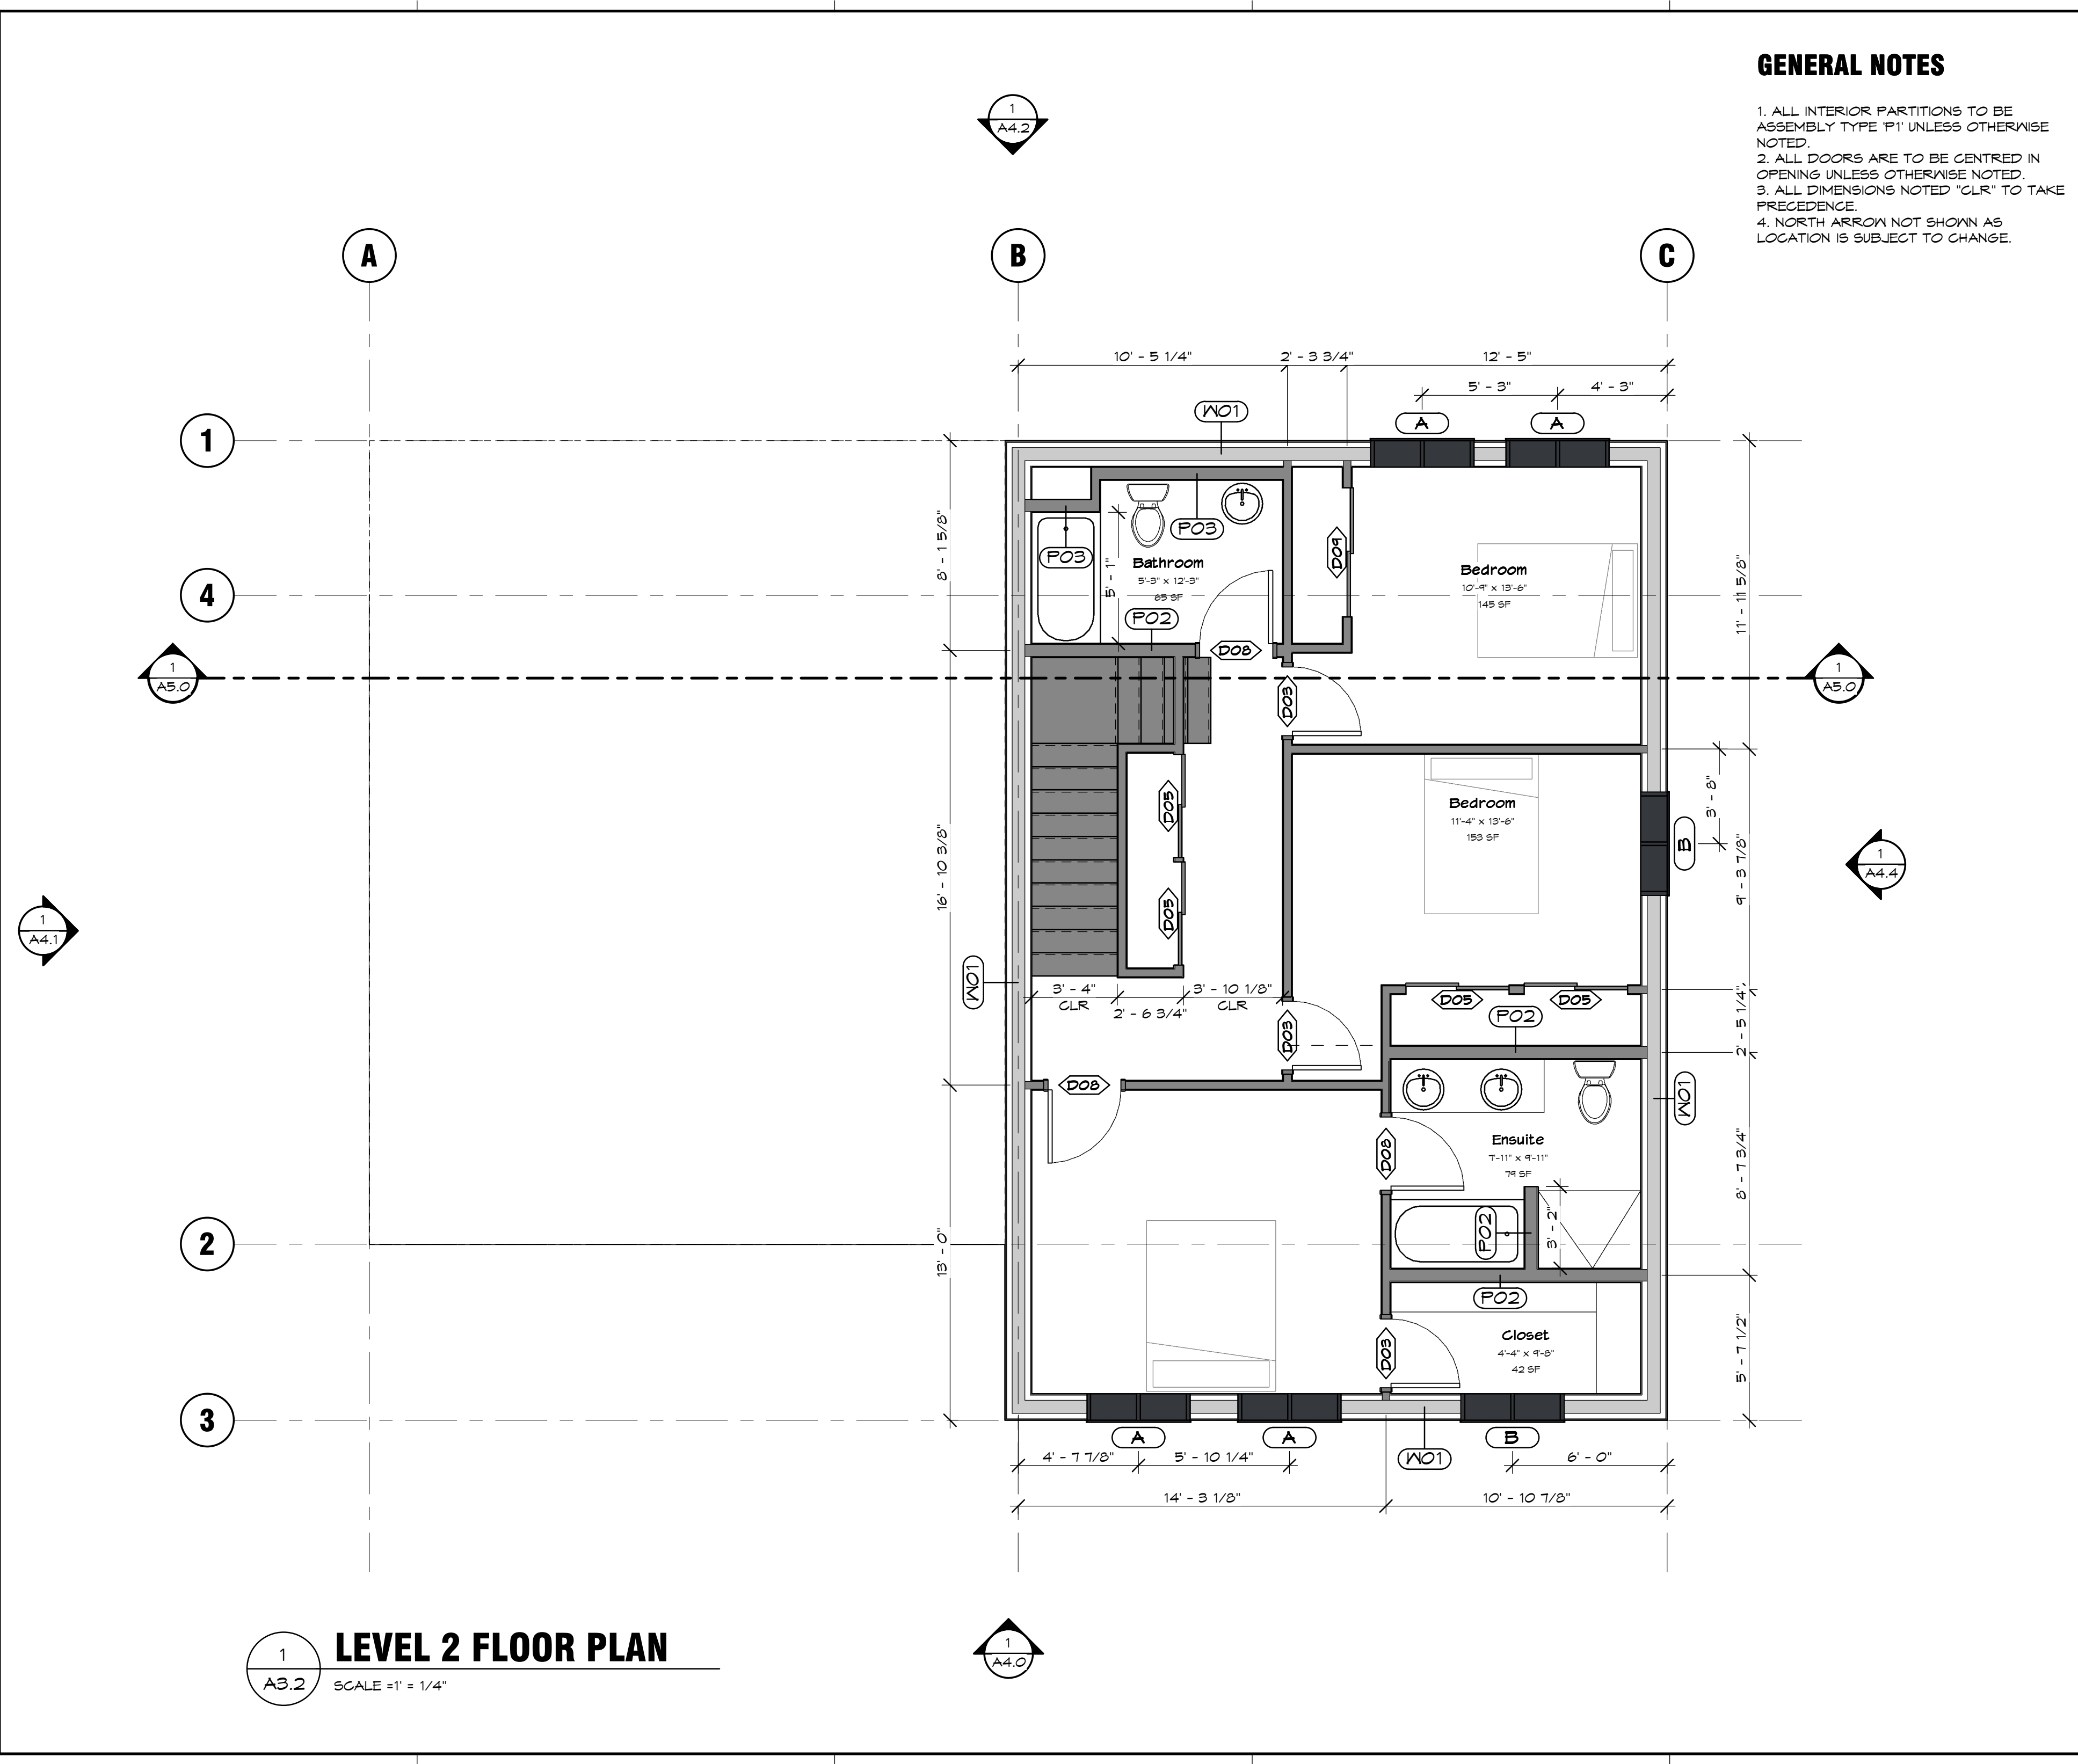 GENERAL NOTES
1. ALL INTERIOR PARTITIONS TO BE
ASSEMBLY TYPE 'P1' UNLESS OTHERWISE
NOTED.
2. ALL DOORS ARE TO BE CENTRED IN
OPENING UNLESS OTHERWISE NOTED.
3. ALL DIMENSIONS NOTED "CLR" TO TAKE
PRECEDENCE.
4. NORTH ARROW NOT SHOWN AS
LOCATION IS SUBJECT TO CHANGE.
1
A4.2
A
B
C
10' - 5 1/4"
2' - 3 3/4"
12' - 5"
5' - 3"
4' - 3"
W01
A
A
1
4
1
A5.0
1
A5.0
8' - 1 5/8"
11' - 11 5/8"
P03
P03
5' - 1"
Bathroom
5'-3" x 12'-3"
65 SF
P02
D08
D09
Bedroom
10'-9" x 13'-6"
145 SF
D03
16' - 10 3/8"
D05
D05
Bedroom
11'-4" x 13'-6"
153 SF
B
3' - 8"
9' - 3 7/8"
1
A4.4
1
A4.1
W01
3' - 4"
CLR
2' - 6 3/4"
3' - 10 1/8"
CLR
D03
D05
D05
P02
2' - 5 1/4"
W01
D08
D08
Ensuite
7'-11" x 9'-11"
79 SF
8' - 7 3/4"
P02
3' - 2"
2
13' - 0"
P02
D03
Closet
4'-4" x 9'-8"
42 SF
5' - 7 1/2"
3
A
A
B
W01
4' - 7 7/8"
5' - 10 1/4"
6' - 0"
14' - 3 1/8"
10' - 10 7/8"
1
A3.2
LEVEL 2 FLOOR PLAN
SCALE =1' = 1/4"
1
A4.0